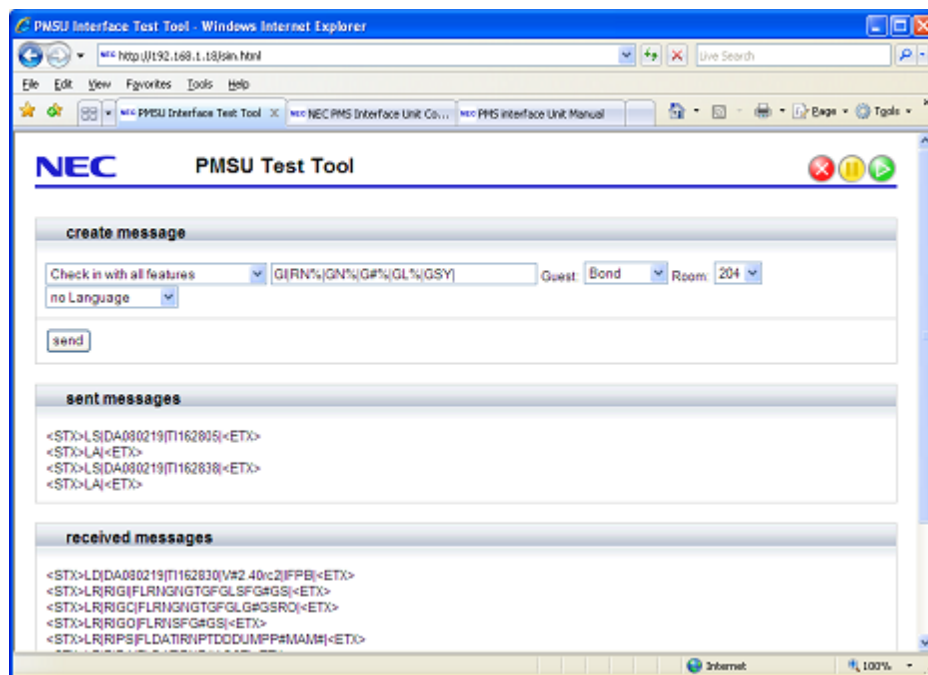 PMSU Interface Test Tool - Windows Internet Explorer
http://192.168.1.18/sin.html
Live Search
File Edit View Favorites Tools Help
PMSU Interface Test Tool
NEC PMS Interface Unit Co...
NEC PMS interface Unit Manual
Page
Tools
NEC PMSU Test Tool
create message
Check in with all features GI|RN%|GN%|G#%|GL%|GSY| Guest: Bond Room: 204
no Language
send
sent messages
<STX>LS|DA080219|TI162805|<ETX>
<STX>LA|<ETX>
<STX>LS|DA080219|TI162838|<ETX>
<STX>LA|<ETX>
received messages
<STX>LD|DA080219|TI162830|V#2.40rc2|IFPB|<ETX>
<STX>LR|RIGI|FLRNGNGTGFGLSFG#GS|<ETX>
<STX>LR|RIGC|FLRNGNGTGFGLG#GSRO|<ETX>
<STX>LR|RIGO|FLRNSFG#GS|<ETX>
<STX>LR|RIPS|FLDATIRNPTDDDUMPP#MAM#|<ETX>
Internet 100%